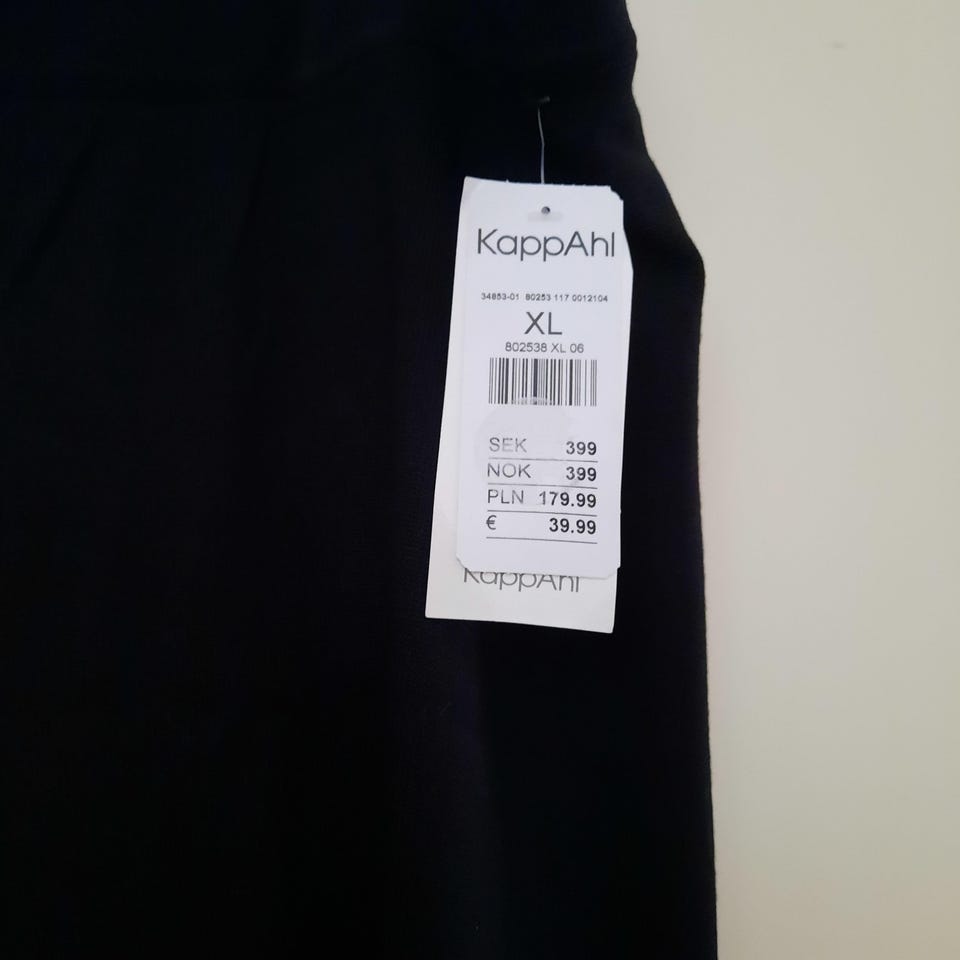 KappAhl
34853-01 80253 117 0012104
XL
802538 XL 06
SEK 399
NOK 399
PLN 179.99
€ 39.99
KappAhl